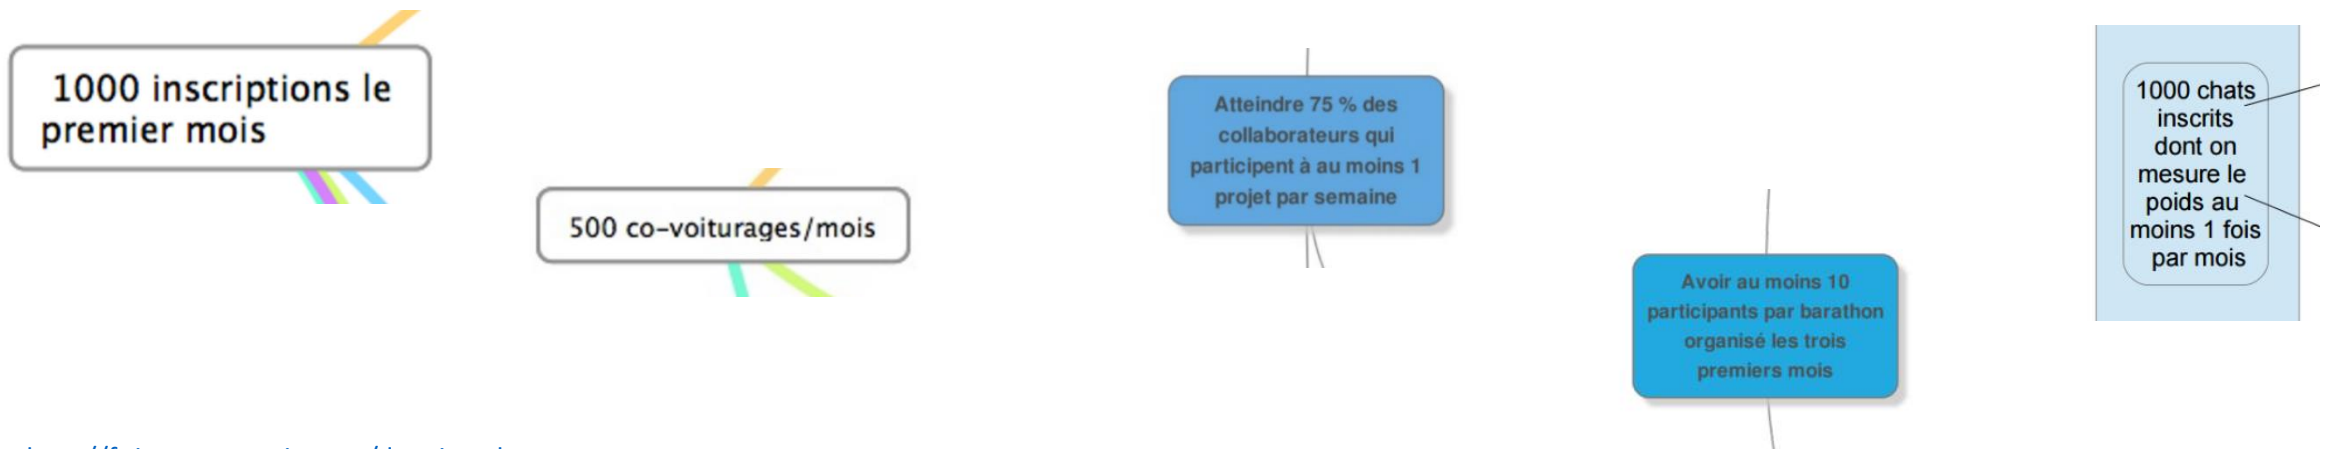 1000 inscriptions le
premier mois
500 co-voiturages/mois
Atteindre 75 % des
collaborateurs qui
participent à au moins 1
projet par semaine
Avoir au moins 10
participants par barathon
organisé les trois
premiers mois
1000 chats
inscrits
dont on
mesure le
poids au
moins 1 fois
par mois